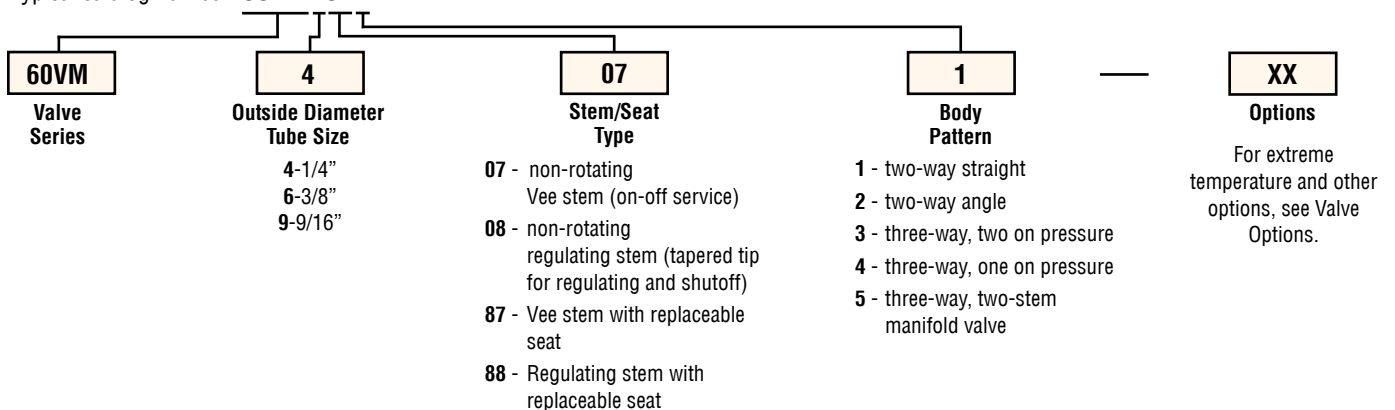 60VM
4
07
1
XX
Valve
Series
Outside Diameter
Tube Size
4-1/4”
6-3/8”
9-9/16”
Stem/Seat
Type
07 - non-rotating
Vee stem (on-off service)
08 - non-rotating
regulating stem (tapered tip
for regulating and shutoff)
87 - Vee stem with replaceable
seat
88 - Regulating stem with
replaceable seat
Body
Pattern
1 - two-way straight
2 - two-way angle
3 - three-way, two on pressure
4 - three-way, one on pressure
5 - three-way, two-stem
manifold valve
Options
For extreme
temperature and other
options, see Valve
Options.